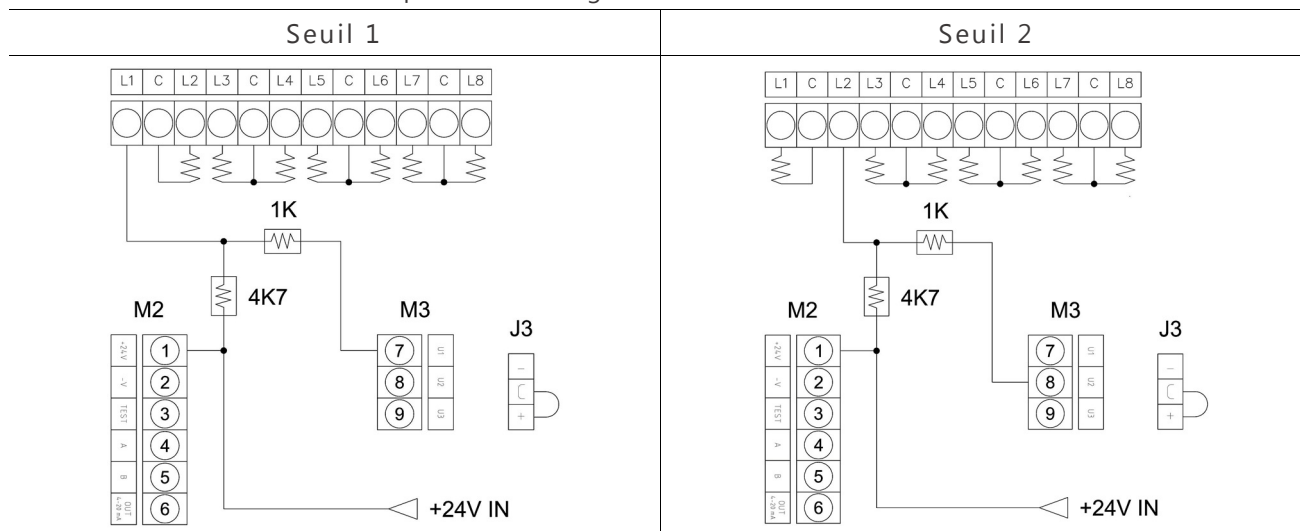 Seuil 1
Seuil 2
L1 C L2 L3 C L4 L5 C L6 L7 C L8
L1 C L2 L3 C L4 L5 C L6 L7 C L8
1K
4K7
M2
M3
J3
+24V 1
-V 2
TEST 3
A 4
B 5
OUT 4-20 mA 6
7 U1
8 U2
9 U3
-
U
+
+24V IN
1K
4K7
M2
M3
J3
+24V 1
-V 2
TEST 3
A 4
B 5
OUT 4-20 mA 6
7 U1
8 U2
9 U3
-
U
+
+24V IN